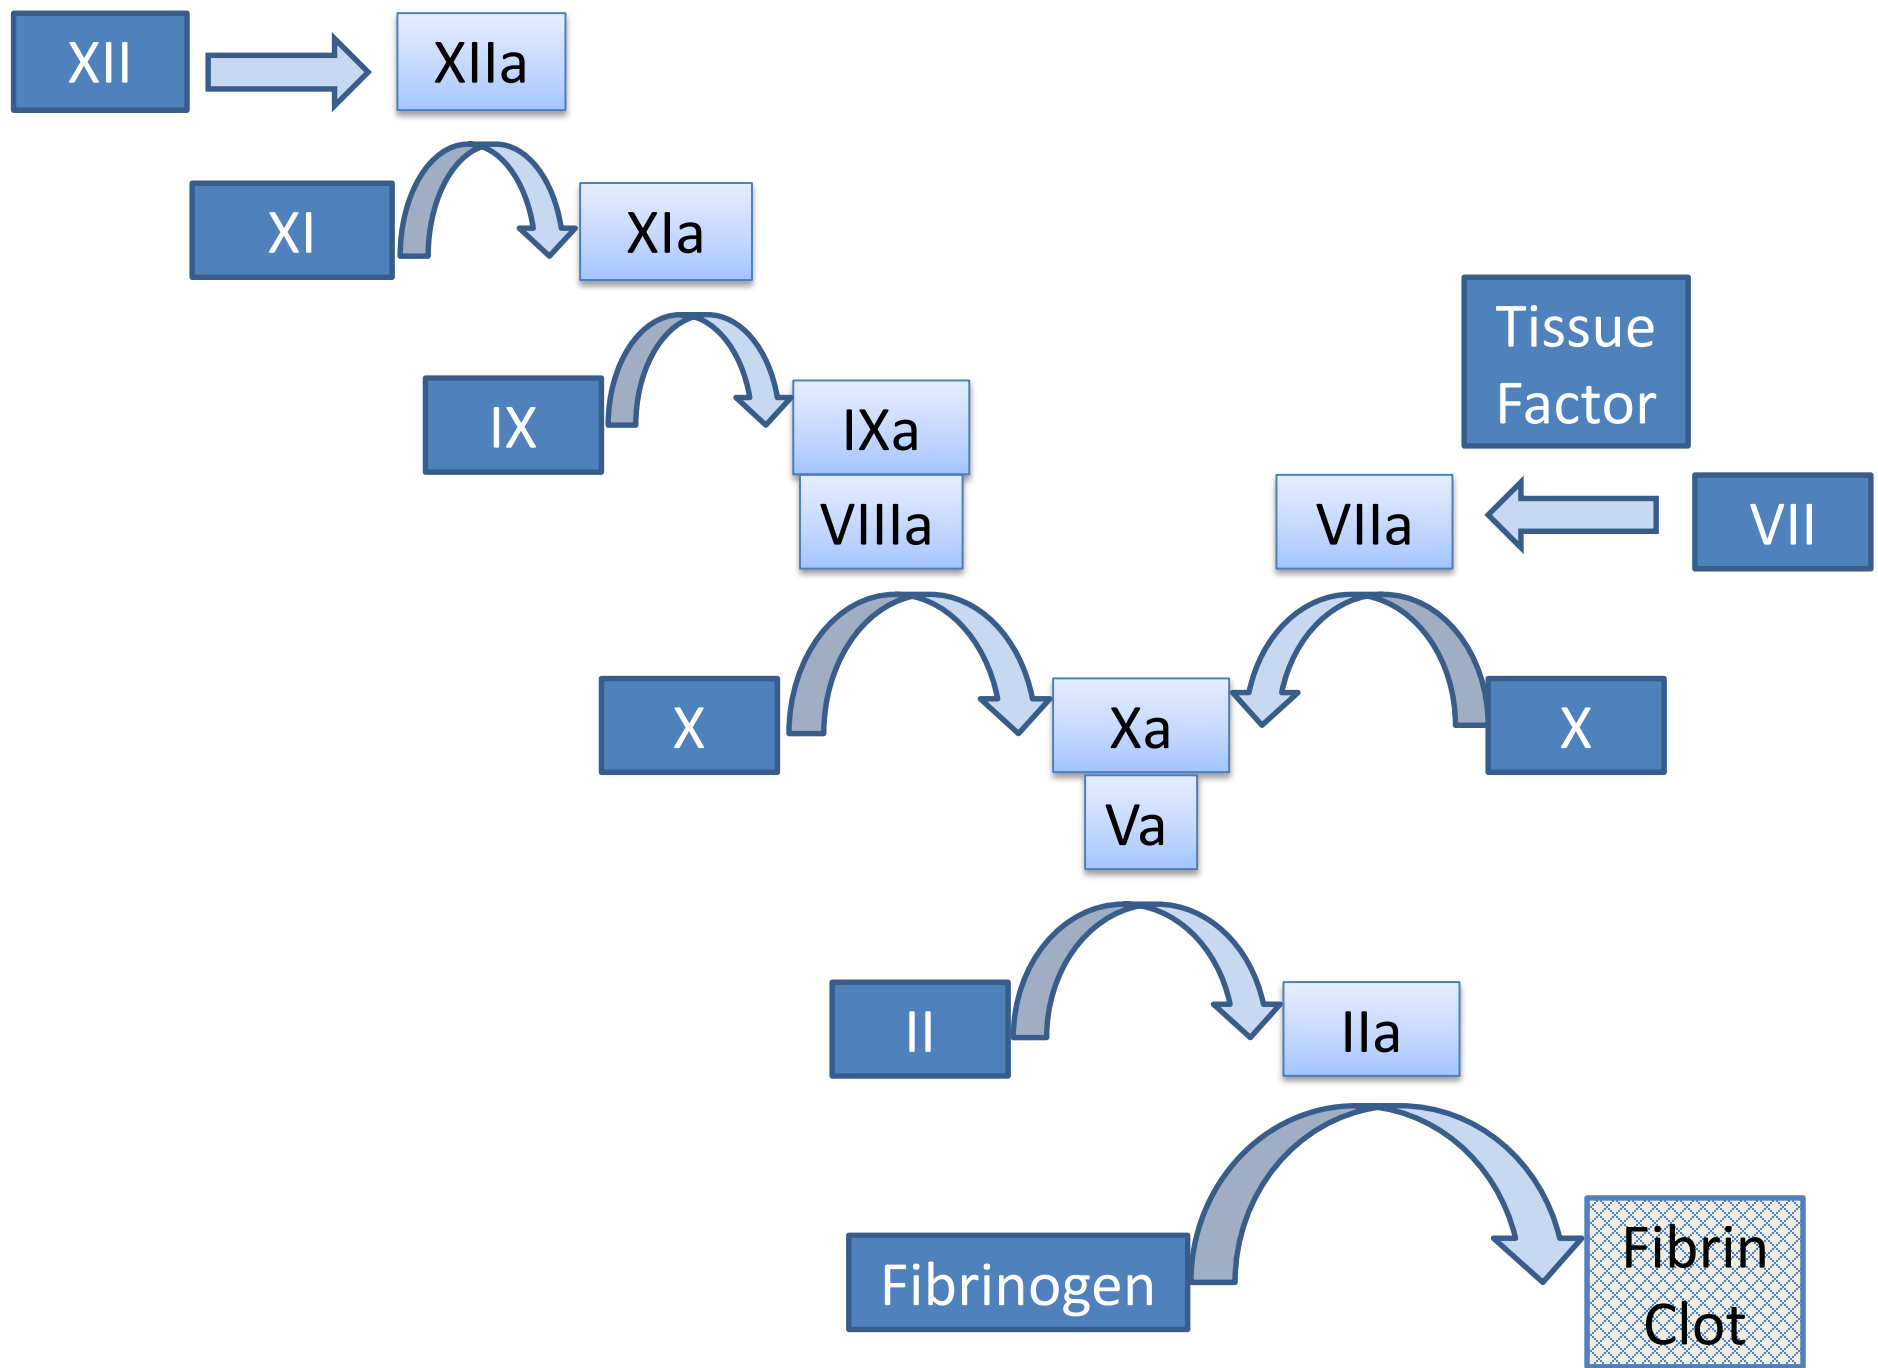 XII
XIIa
XI
XIa
Tissue
Factor
IX
IXa
VIIIa
VIIa
VII
X
Xa
X
Va
II
IIa
Fibrinogen
Fibrin
Clot